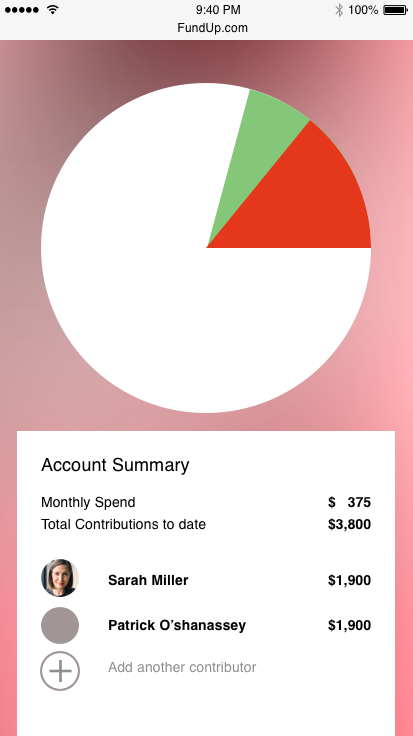 9:40 PM 100%
FundUp.com
Account Summary
Monthly Spend $ 375
Total Contributions to date $3,800
Sarah Miller $1,900
Patrick O’shanassey $1,900
Add another contributor